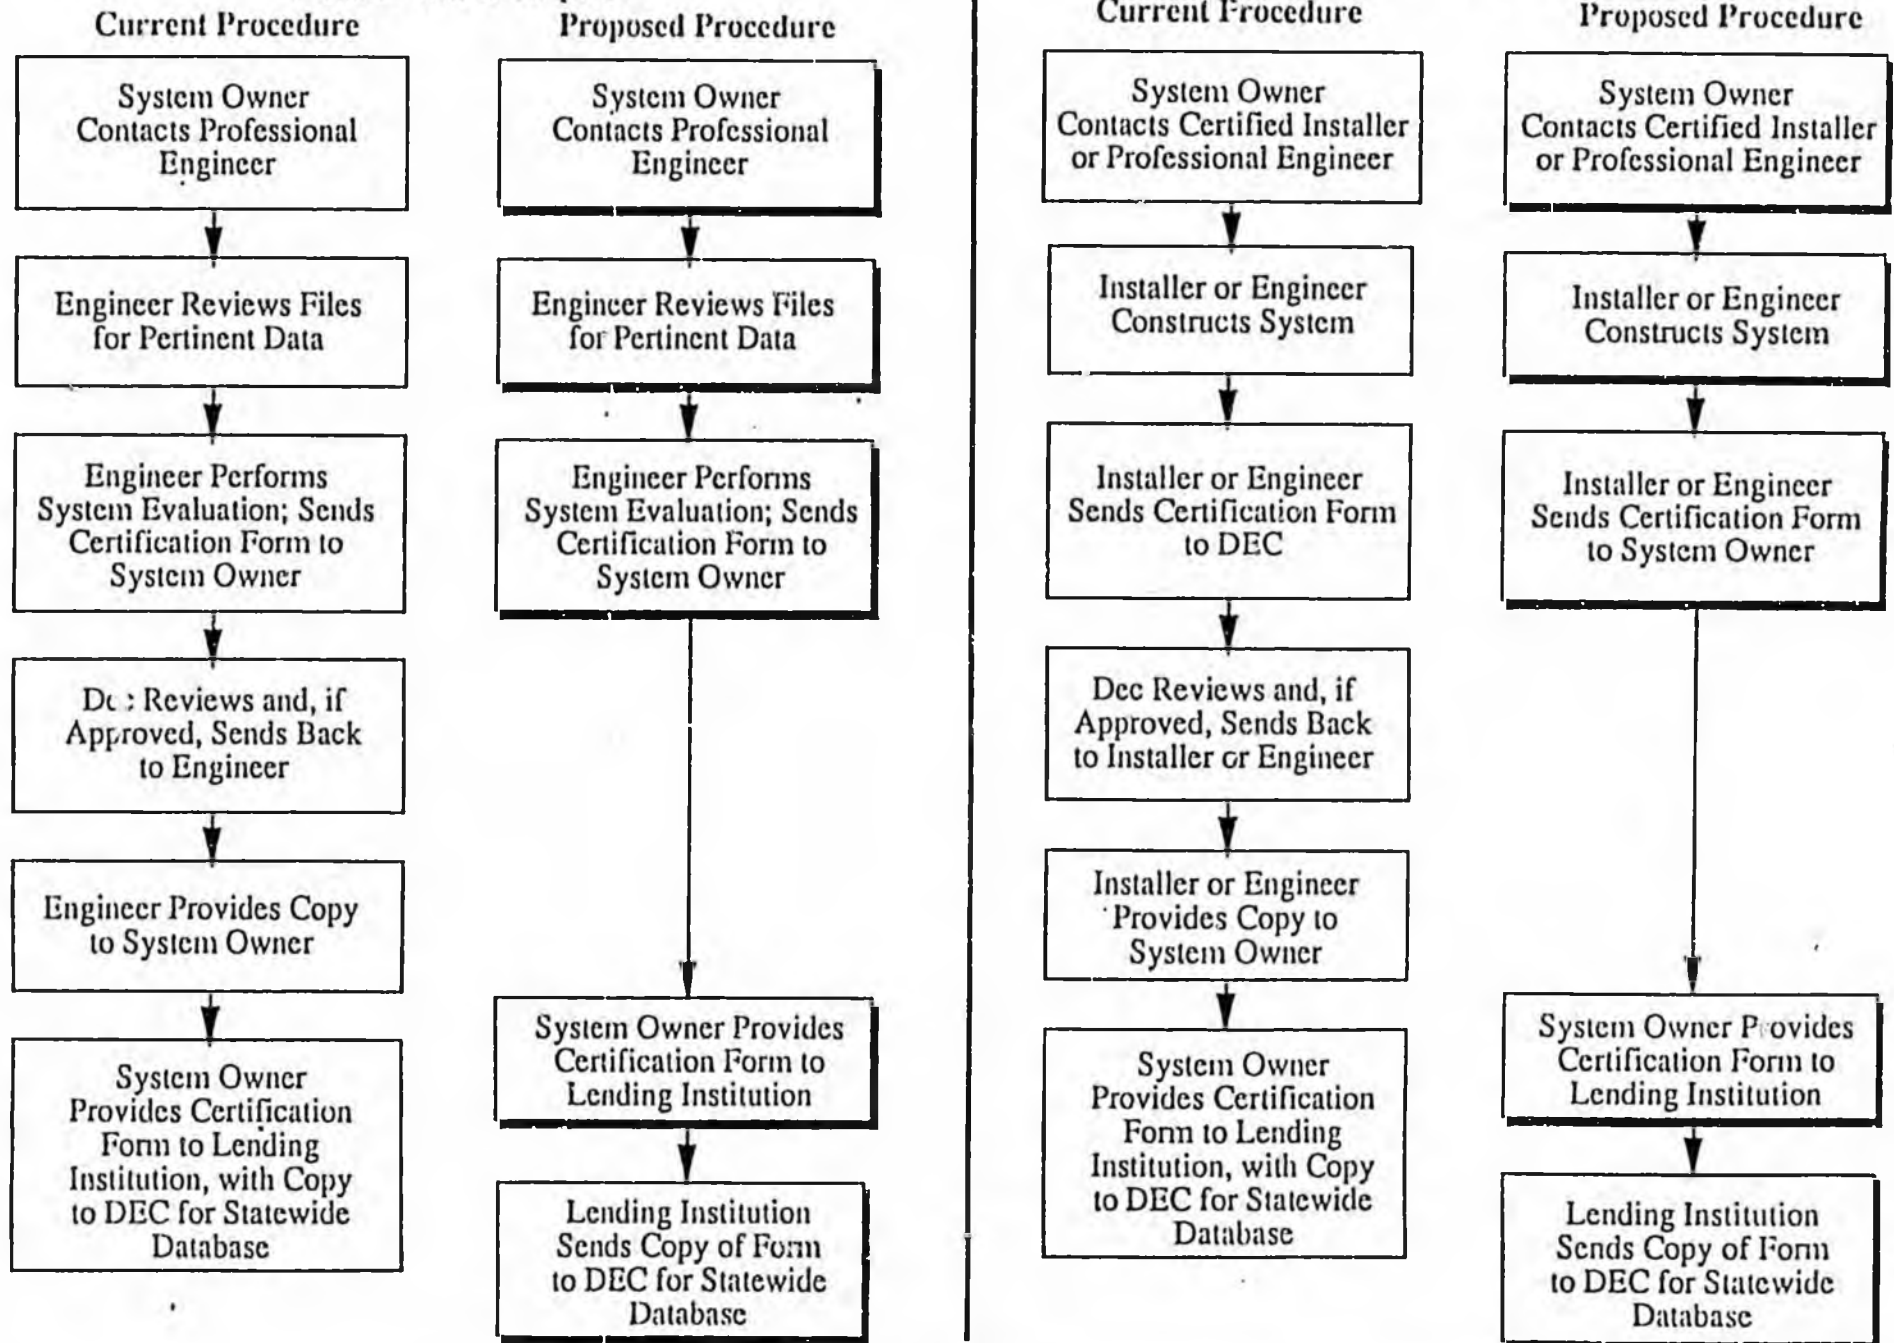 Current Procedure
System Owner
Contacts Professional
Engineer
Engineer Reviews Files
for Pertinent Data
Engineer Performs
System Evaluation; Sends
Certification Form to
System Owner
Reviews and, if
Approved, Sends Back
to Engineer
Engineer Provides Copy
to System Owner
System Owner
Provides Certification
Form to Lending
Institution, with Copy
to DEC for Statewide
Database
Proposed Procedure
System Owner
Contacts Professional
Engineer
Engineer Reviews Files
for Pertinent Data
Engineer Performs
System Evaluation; Sends
Certification Form to
System Owner
System Owner Provides
Certification Form to
Lending Institution
Lending Institution
Sends Copy of Form
to DEC for Statewide
Database
Current Procedure
System Owner
Contacts Certified Installer
or Professional Engineer
Installer or Engineer
Constructs System
Installer or Engineer
Sends Certification Form
to DEC
Dec Reviews and, if
Approved, Sends Back
to Installer or Engineer
Installer or Engineer
Provides Copy to
System Owner
System Owner
Provides Certification
Form to Lending
Institution, with Copy
to DEC for Statewide
Database
Proposed Procedure
System Owner
Contacts Certified Installer
or Professional Engineer
Installer or Engineer
Constructs System
Installer or Engineer
Sends Certification Form
to System Owner
System Owner Provides
Certification Form to
Lending Institution
Lending Institution
Sends Copy of Form
to DEC for Statewide
Database